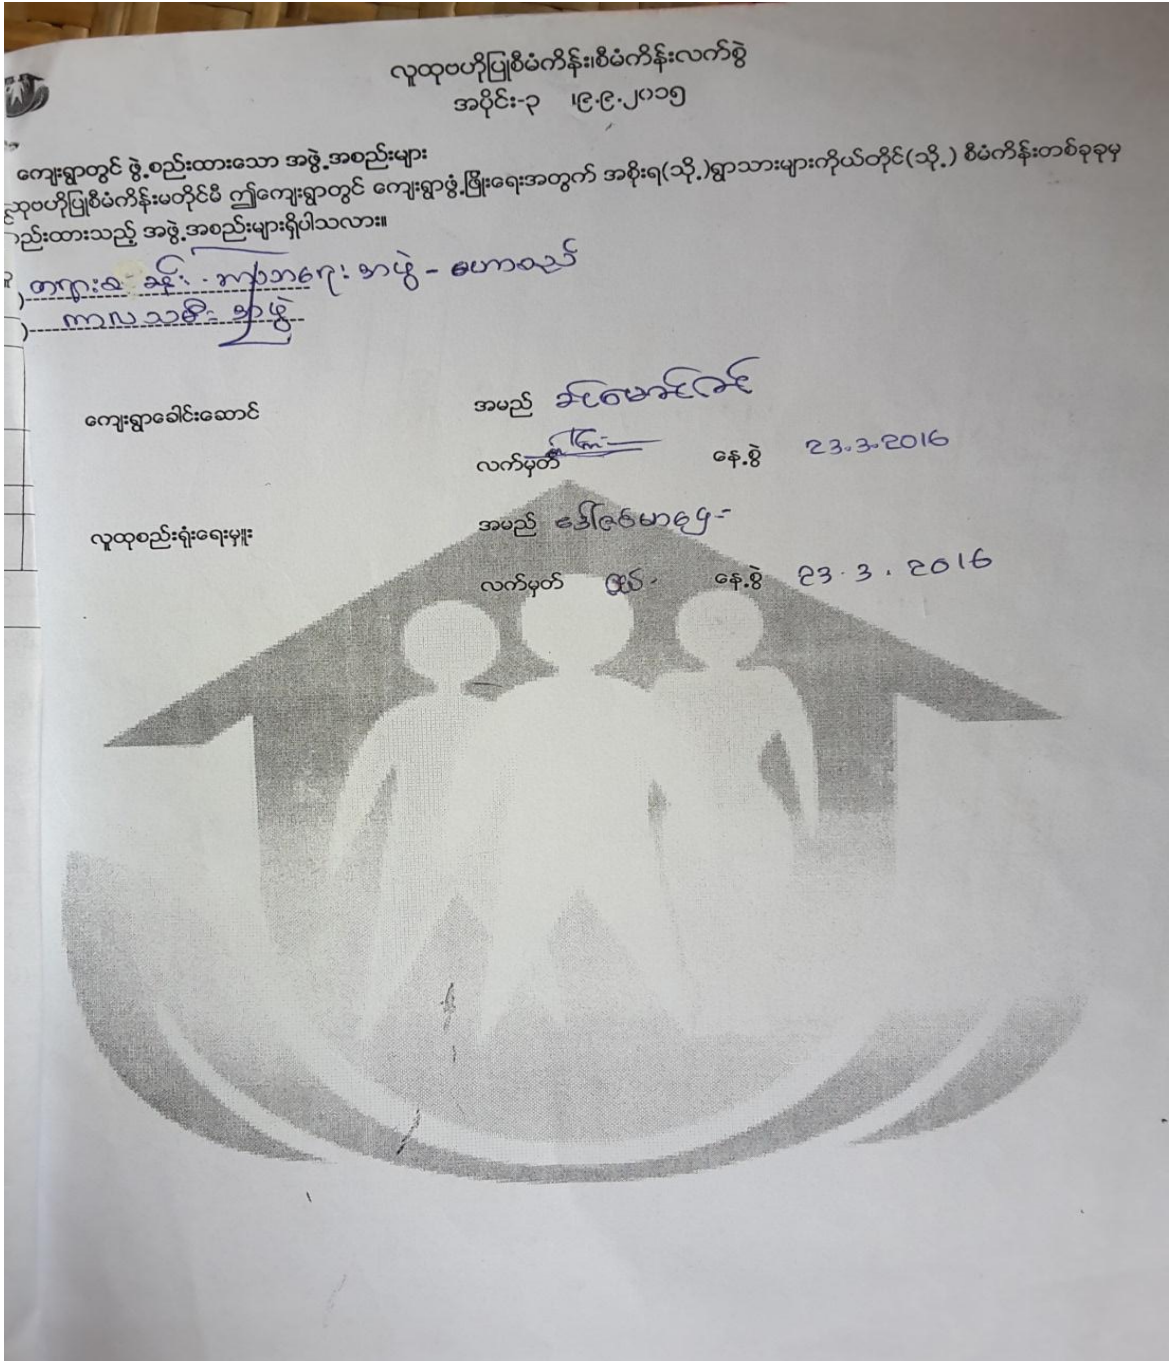 လူထုဗဟိုပြုစီမံကိန်း၊စီမံကိန်းလက်စွဲ
အပိုင်း-၃ ၊၉.၉.၂၀၁၅
ကျေးရွာတွင် ဖွဲ့စည်းထားသော အဖွဲ့အစည်းများ
ထုဗဟိုပြုစီမံကိန်းမတိုင်မီ ဤကျေးရွာတွင် ကျေးရွာဖွံ့ဖြိုးရေးအတွက် အစိုးရ(သို့)ရွာသားများကိုယ်တိုင်(သို့) စီမံကိန်းတစ်ခုခုမှ
ည်းထားသည့် အဖွဲ့အစည်းများရှိပါသလား။
) အဖွဲ့ -
) ကာလသမီး အဖွဲ့
ကျေးရွာခေါင်းဆောင် အမည်
လက်မှတ် နေ့စွဲ 23.3.2016
လူထုစည်းရုံးရေးမှူး အမည်
လက်မှတ် နေ့စွဲ 23.3.2016